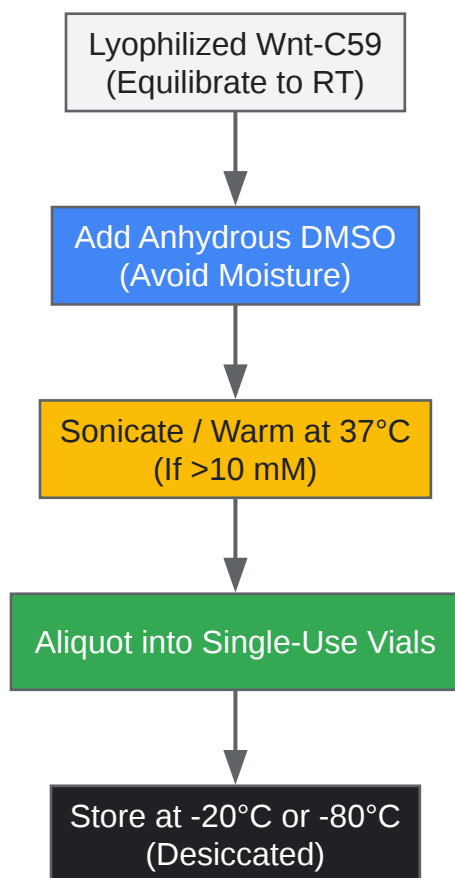 Lyophilized Wnt-C59
(Equilibrate to RT)
Add Anhydrous DMSO
(Avoid Moisture)
Sonicate / Warm at 37°C
(If >10 mM)
Aliquot into Single-Use Vials
Store at -20°C or -80°C
(Desiccated)